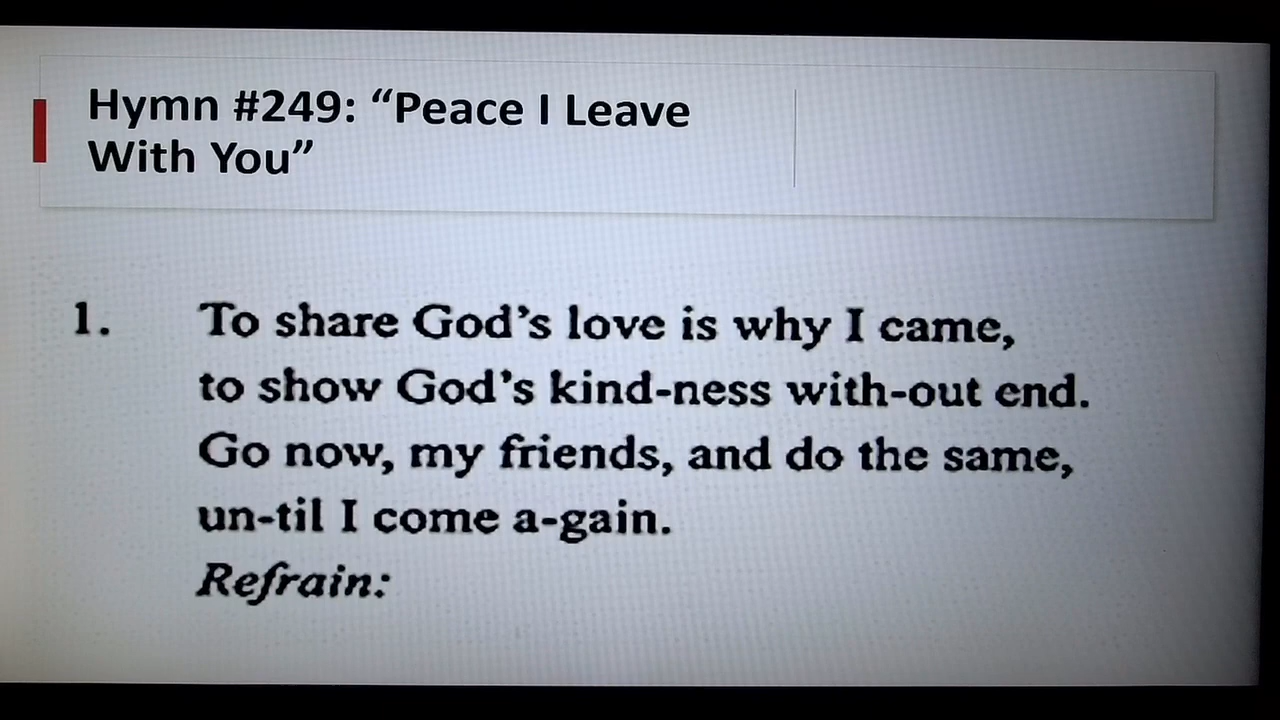 Hymn #249: “Peace I Leave
With You”
1. To share God’s love is why I came,
to show God’s kind-ness with-out end.
Go now, my friends, and do the same,
un-til I come a-gain.
Refrain: